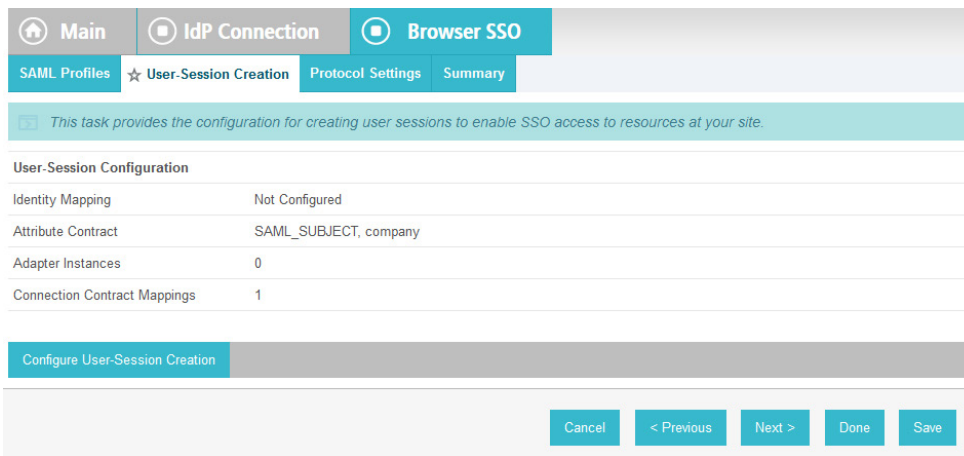 Main IdP Connection Browser SSO
SAML Profiles User-Session Creation Protocol Settings Summary
This task provides the configuration for creating user sessions to enable SSO access to resources at your site.
User-Session Configuration
Identity Mapping Not Configured
Attribute Contract SAML_SUBJECT, company
Adapter Instances 0
Connection Contract Mappings 1
Configure User-Session Creation
Cancel < Previous Next > Done Save